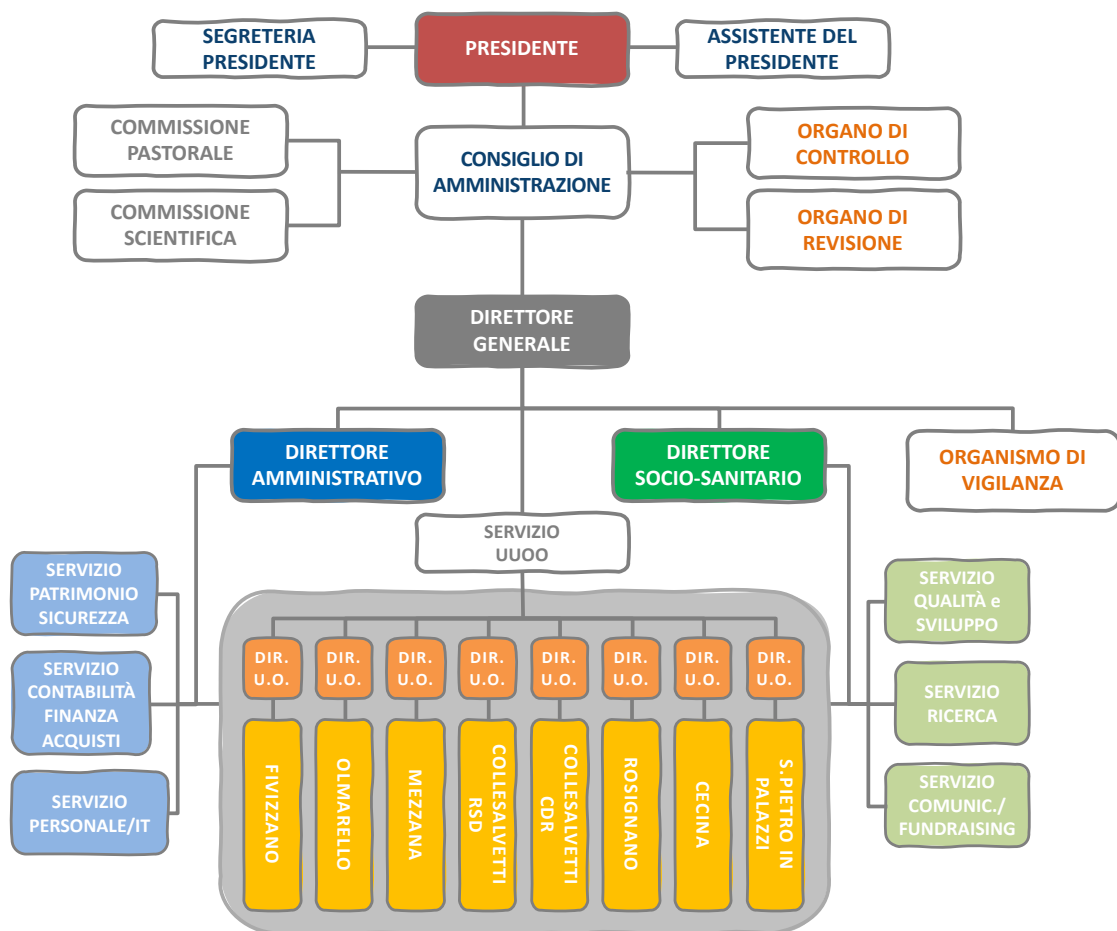 SEGRETERIA
PRESIDENTE
PRESIDENTE
ASSISTENTE DEL
PRESIDENTE
COMMISSIONE
PASTORALE
COMMISSIONE
SCIENTIFICA
CONSIGLIO DI
AMMINISTRAZIONE
ORGANO DI
CONTROLLO
ORGANO DI
REVISIONE
DIRETTORE
GENERALE
DIRETTORE
AMMINISTRATIVO
DIRETTORE
SOCIO-SANITARIO
ORGANISMO DI
VIGILANZA
SERVIZIO
UUOO
SERVIZIO
PATRIMONIO
SICUREZZA
SERVIZIO
CONTABILITÀ
FINANZA
ACQUISTI
SERVIZIO
PERSONALE/IT
DIR.
U.O.
DIR.
U.O.
DIR.
U.O.
DIR.
U.O.
DIR.
U.O.
DIR.
U.O.
DIR.
U.O.
DIR.
U.O.
FIVIZZANO
OLMARELLO
MEZZANA
COLLESALVETTI
RSD
COLLESALVETTI
CDR
ROSIGNANO
CECINA
S.PIETRO IN
PALAZZI
SERVIZIO
QUALITÀ e
SVILUPPO
SERVIZIO
RICERCA
SERVIZIO
COMUNIC./
FUNDRAISING